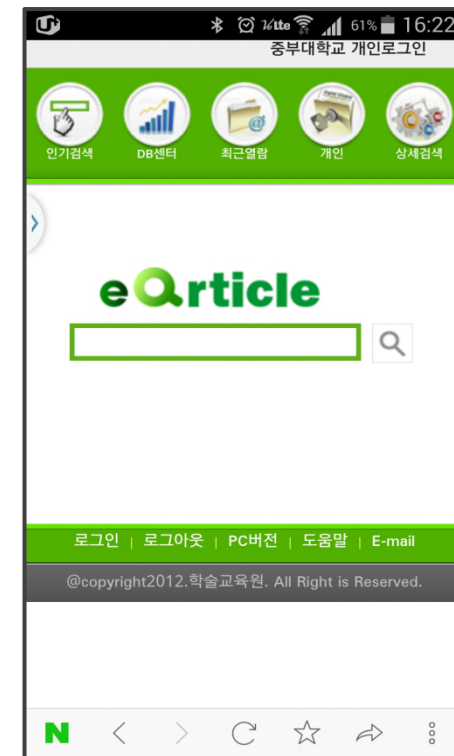 61% 16:22
중부대학교 개인로그인
인기검색 DB센터 최근열람 개인 상세검색
eArticle
로그인 | 로그아웃 | PC버전 | 도움말 | E-mail
@copyright2012.학술교육원. All Right is Reserved.
N